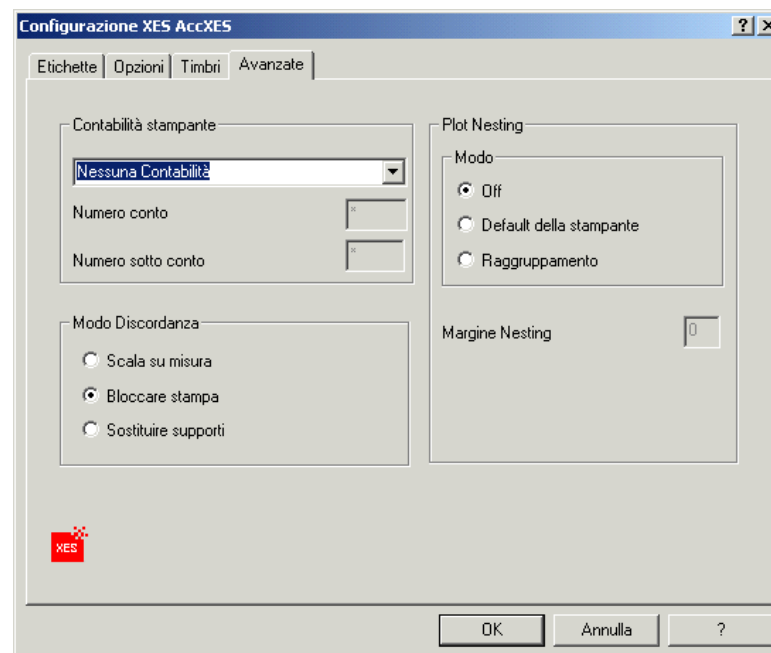 Configurazione XES AccXES
Etichette Opzioni Timbri Avanzate
Contabilità stampante
Nessuna Contabilità
Numero conto *
Numero sotto conto *
Modo Discordanza
Scala su misura
Bloccare stampa
Sostituire supporti
Plot Nesting
Modo
Off
Default della stampante
Raggruppamento
Margine Nesting 0
XES
OK Annulla ?